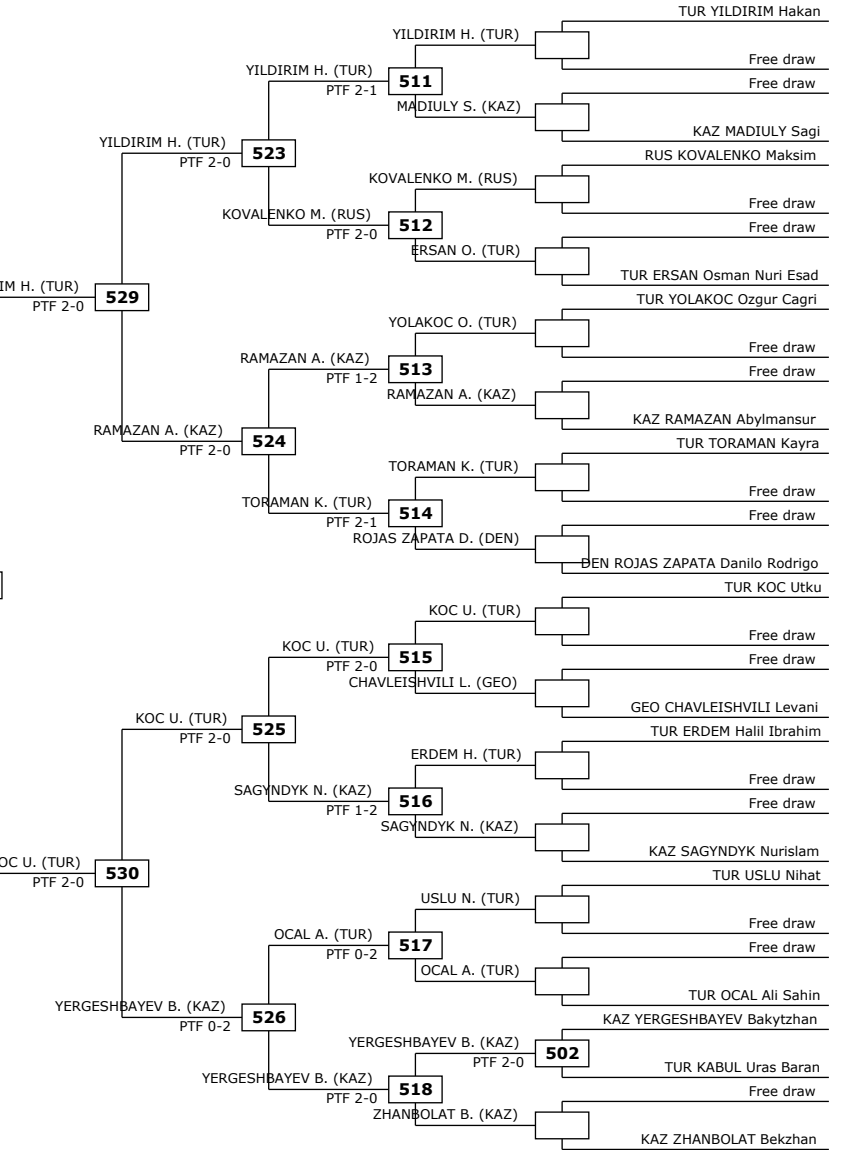 TUR YILDIRIM Hakan
YILDIRIM H. (TUR)
Free draw
YILDIRIM H. (TUR)
511
PTF 2-1
Free draw
MADIULY S. (KAZ)
KAZ MADIULY Sagi
YILDIRIM H. (TUR)
523
PTF 2-0
RUS KOVALENKO Maksim
KOVALENKO M. (RUS)
Free draw
KOVALENKO M. (RUS)
512
PTF 2-0
Free draw
ERSAN O. (TUR)
TUR ERSAN Osman Nuri Esad
IM H. (TUR)
529
PTF 2-0
TUR YOLAKOC Ozgur Cagri
YOLAKOC O. (TUR)
Free draw
RAMAZAN A. (KAZ)
513
PTF 1-2
Free draw
RAMAZAN A. (KAZ)
KAZ RAMAZAN Abylmansur
RAMAZAN A. (KAZ)
524
PTF 2-0
TUR TORAMAN Kayra
TORAMAN K. (TUR)
Free draw
TORAMAN K. (TUR)
514
PTF 2-1
Free draw
ROJAS ZAPATA D. (DEN)
DEN ROJAS ZAPATA Danilo Rodrigo
TUR KOC Utku
KOC U. (TUR)
Free draw
KOC U. (TUR)
515
PTF 2-0
Free draw
CHAVLEISHVILI L. (GEO)
GEO CHAVLEISHVILI Levani
KOC U. (TUR)
525
PTF 2-0
TUR ERDEM Halil Ibrahim
ERDEM H. (TUR)
Free draw
SAGYNDYK N. (KAZ)
516
PTF 1-2
Free draw
SAGYNDYK N. (KAZ)
KAZ SAGYNDYK Nurislam
OC U. (TUR)
530
PTF 2-0
TUR USLU Nihat
USLU N. (TUR)
Free draw
OCAL A. (TUR)
517
PTF 0-2
Free draw
OCAL A. (TUR)
TUR OCAL Ali Sahin
YERGESHBAYEV B. (KAZ)
526
PTF 0-2
KAZ YERGESHBAYEV Bakytzhan
YERGESHBAYEV B. (KAZ)
502
PTF 2-0
TUR KABUL Uras Baran
YERGESHBAYEV B. (KAZ)
518
PTF 2-0
Free draw
ZHANBOLAT B. (KAZ)
KAZ ZHANBOLAT Bekzhan